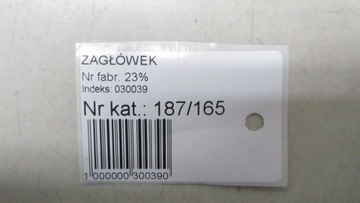 ZAGŁÓWEK
Nr fabr. 23%
Indeks: 030039
Nr kat.: 187/165
1 000000 300390